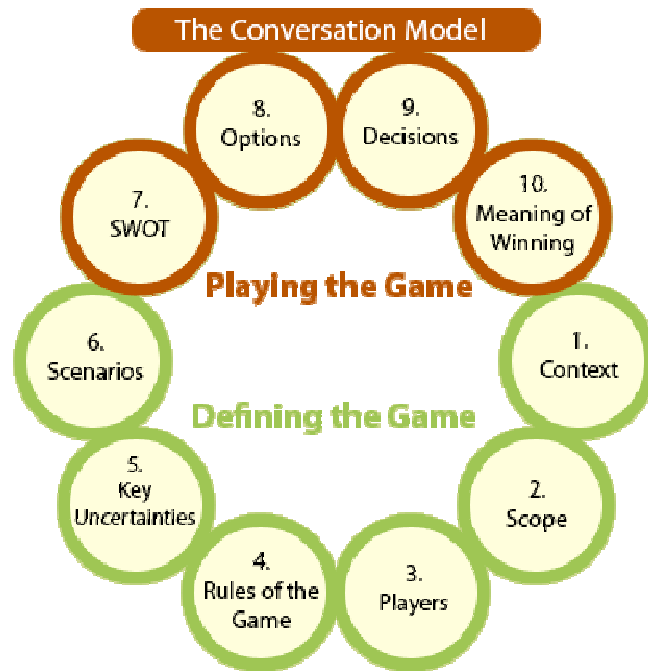 The Conversation Model
8.
Options
9.
Decisions
7.
SWOT
10.
Meaning of
Winning
Playing the Game
6.
Scenarios
1.
Context
Defining the Game
5.
Key
Uncertainties
2.
Scope
4.
Rules of the
Game
3.
Players